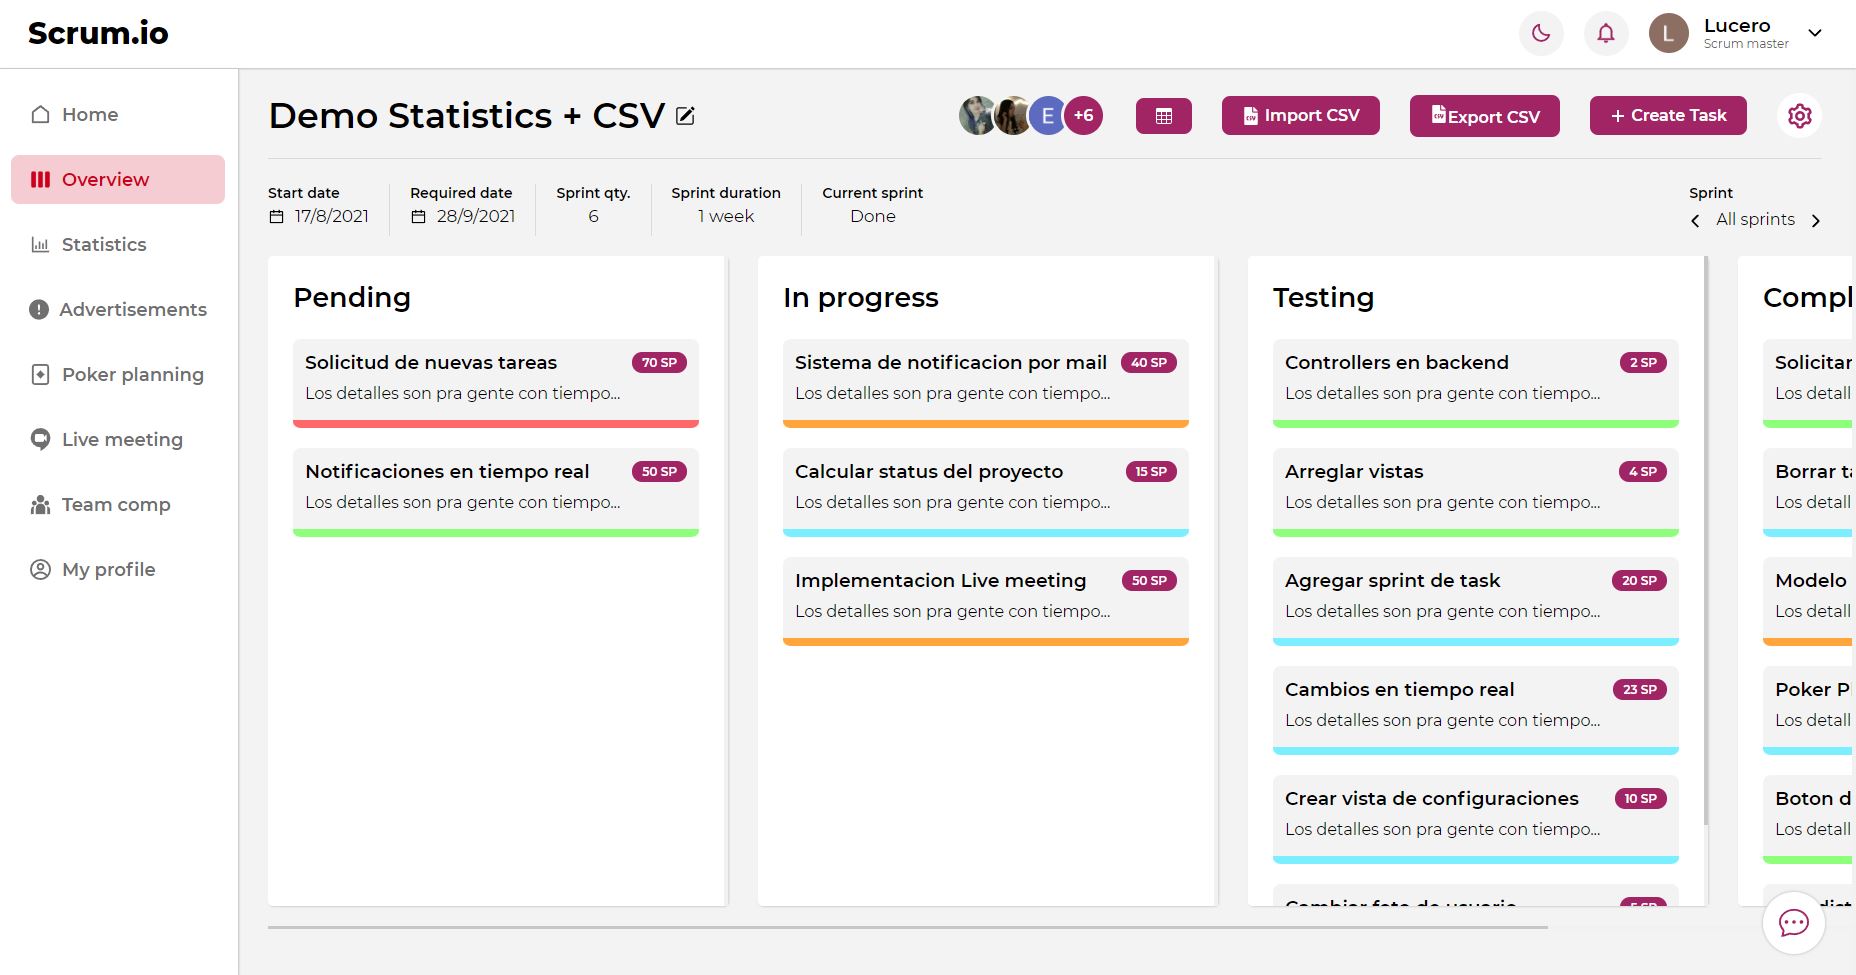 Scrum.io
L
Lucero
Scrum master
Home
Overview
Statistics
Advertisements
Poker planning
Live meeting
Team comp
My profile
Demo Statistics + CSV
E
+6
Import CSV
Export CSV
+ Create Task
Start date
17/8/2021
Required date
28/9/2021
Sprint qty.
6
Sprint duration
1 week
Current sprint
Done
Sprint
All sprints
Pending
Solicitud de nuevas tareas
70 SP
Los detalles son pra gente con tiempo...
Notificaciones en tiempo real
50 SP
Los detalles son pra gente con tiempo...
In progress
Sistema de notificacion por mail
40 SP
Los detalles son pra gente con tiempo...
Calcular status del proyecto
15 SP
Los detalles son pra gente con tiempo...
Implementacion Live meeting
50 SP
Los detalles son pra gente con tiempo...
Testing
Controllers en backend
2 SP
Los detalles son pra gente con tiempo...
Arreglar vistas
4 SP
Los detalles son pra gente con tiempo...
Agregar sprint de task
20 SP
Los detalles son pra gente con tiempo...
Cambios en tiempo real
23 SP
Los detalles son pra gente con tiempo...
Crear vista de configuraciones
10 SP
Los detalles son pra gente con tiempo...
Cambiar foto de usuario
5 SP
Compl
Solicitar
Los detall
Borrar ta
Los detall
Modelo
Los detall
Poker P
Los detall
Boton d
Los detall